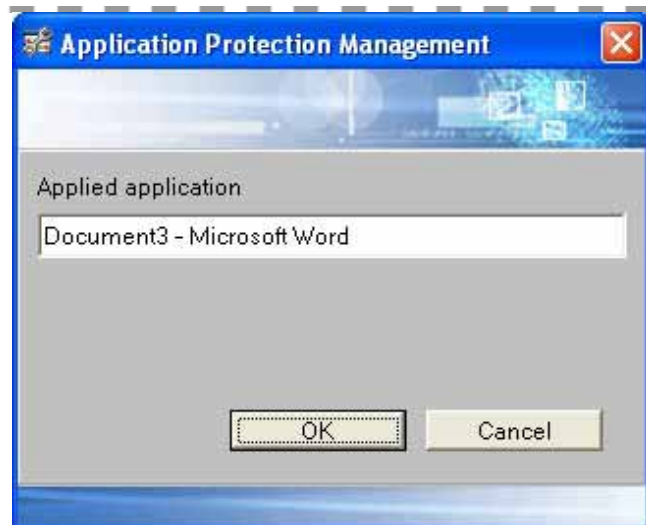 Application Protection Management
Applied application
Document3 - Microsoft Word
OK
Cancel